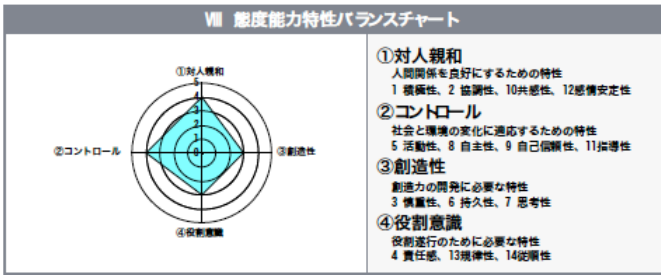 Ⅷ 態度能力特性バランスチャート
①対人親和
5
4
3
2
1
0
②コントロール
③創造性
④役割意識
①対人親和
人間関係を良好にするための特性
1 積極性、2 協調性、10共感性、12感情安定性
②コントロール
社会と環境の変化に適応するための特性
5 活動性、8 自主性、9 自己信頼性、11指導性
③創造性
創造力の開発に必要な特性
3 慎重性、6 持久性、7 思考性
④役割意識
役割遂行のために必要な特性
4 責任感、13規律性、14従順性